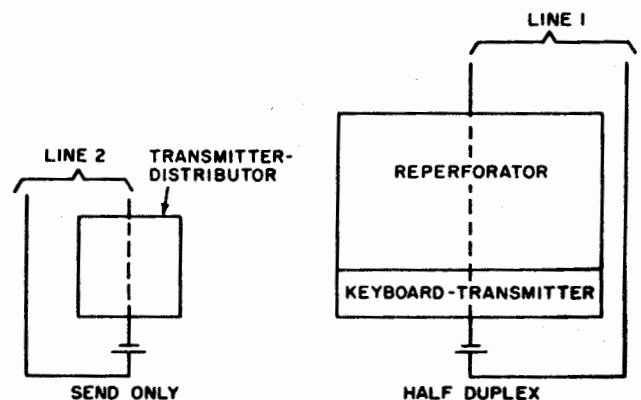 LINE 1
LINE 2
TRANSMITTER-
DISTRIBUTOR
REPERFORATOR
KEYBOARD-TRANSMITTER
SEND ONLY
HALF DUPLEX